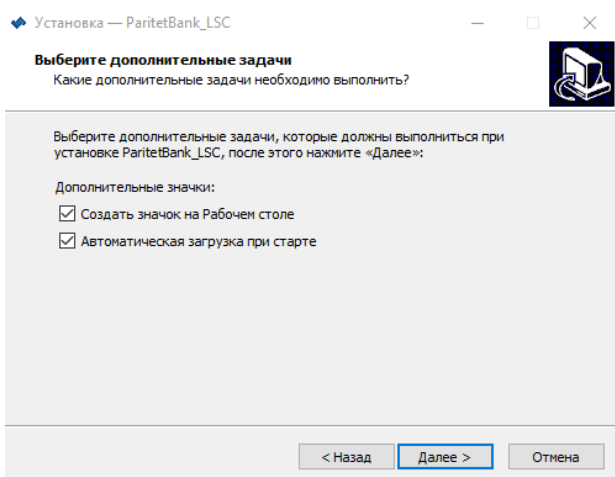 Установка — ParitetBank_LSC
Выберите дополнительные задачи
Какие дополнительные задачи необходимо выполнить?
Выберите дополнительные задачи, которые должны выполниться при
установке ParitetBank_LSC, после этого нажмите «Далее»:
Дополнительные значки:
Создать значок на Рабочем столе
Автоматическая загрузка при старте
< Назад
Далее >
Отмена